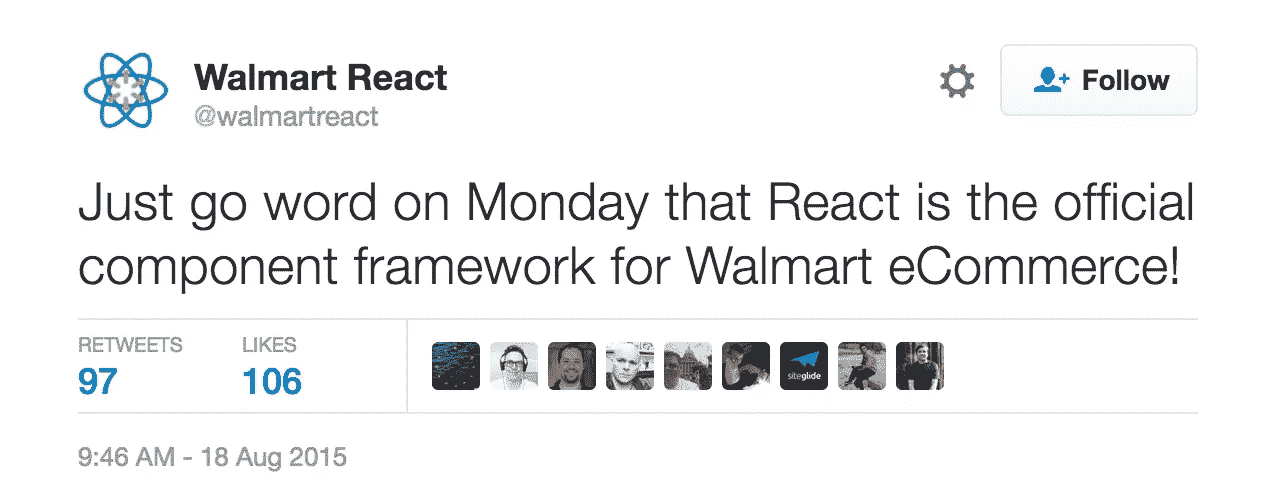 Walmart React
@walmartreact
Follow
Just go word on Monday that React is the official
component framework for Walmart eCommerce!
RETWEETS LIKES
97 106
siteglide
9:46 AM - 18 Aug 2015